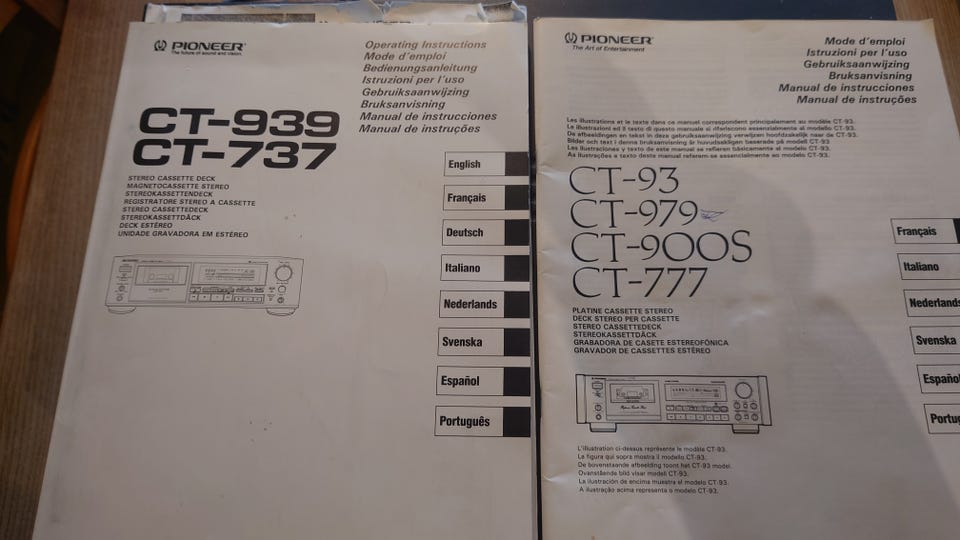 PIONEER
The future of sound and vision.
Operating Instructions
Mode d'emploi
Bedienungsanleitung
Istruzioni per l'uso
Gebruiksaanwijzing
Bruksanvisning
Manual de instrucciones
Manual de instruções
CT-939
CT-737
STEREO CASSETTE DECK
MAGNETOCASSETTE STEREO
STEREOKASSETTENDECK
REGISTRATORE STEREO A CASSETTE
STEREO CASSETTEDECK
STEREOKASSETTDÄCK
DECK ESTÉREO
UNIDADE GRAVADORA EM ESTÉREO
English
Français
Deutsch
Italiano
Nederlands
Svenska
Español
Português
PIONEER
The Art of Entertainment
Mode d'emploi
Istruzioni per l'uso
Gebruiksaanwijzing
Bruksanvisning
Manual de instrucciones
Manual de instruções
Les illustrations et le texte dans ce manuel correspondent principalement au modèle CT-93.
Le illustrazioni ed il testo di questo manuale si riferiscono essenzialmente al modello CT-93.
De afbeeldingen en tekst in deze gebruiksaanwijzing verwijzen hoofdzakelijk naar de CT-93.
Bilder och text i denna bruksanvisning är huvudsakligen baserade på modell CT-93
Les ilustraciones y texto de este manual se refieren básicamente al modelo CT-93.
As ilustrações e texto deste manual referem-se essencialmente ao modelo CT-93.
CT-93
CT-979
CT-900S
CT-777
PLATINE CASSETTE STEREO
DECK STEREO PER CASSETTE
STEREO CASSETTEDECK
STEREOKASSETTDÄCK
GRABADORA DE CASETE ESTEREOFÓNICA
GRAVADOR DE CASSETTES ESTÉREO
Français
Italiano
Nederlands
Svenska
Español
Portug
L'illustration ci-dessus représente le modèle CT-93.
La figura qui sopra mostra il modello CT-93.
De bovenstaande afbeelding toont het CT-93 model.
Ovanstående bild visar modell CT-93.
La ilustración de encima muestra el modelo CT-93.
A ilustração acima representa o modelo CT-93.